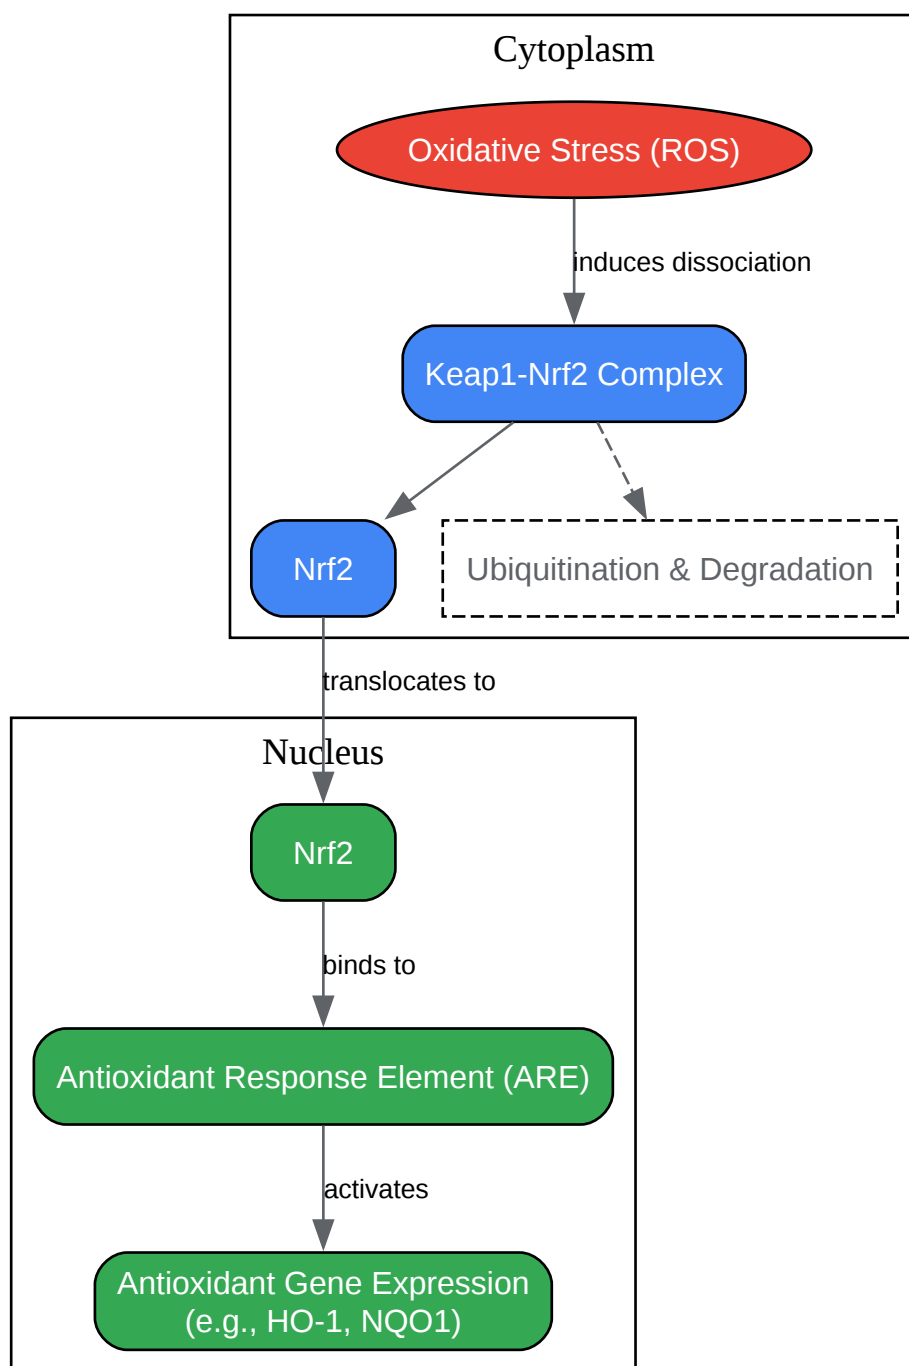 Cytoplasm
Oxidative Stress (ROS)
induces dissociation
Keap1-Nrf2 Complex
Nrf2
Ubiquitination & Degradation
translocates to
Nucleus
Nrf2
binds to
Antioxidant Response Element (ARE)
activates
Antioxidant Gene Expression
(e.g., HO-1, NQO1)